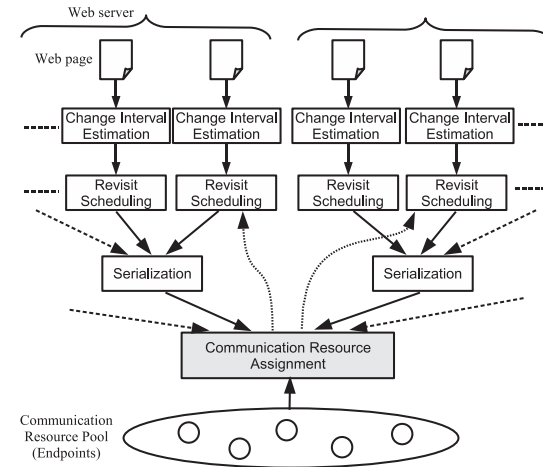 Web server
Web page
Change Interval
Estimation
Change Interval
Estimation
Change Interval
Estimation
Change Interval
Estimation
Revisit
Scheduling
Revisit
Scheduling
Revisit
Scheduling
Revisit
Scheduling
Serialization
Serialization
Communication Resource
Assignment
Communication
Resource Pool
(Endpoints)